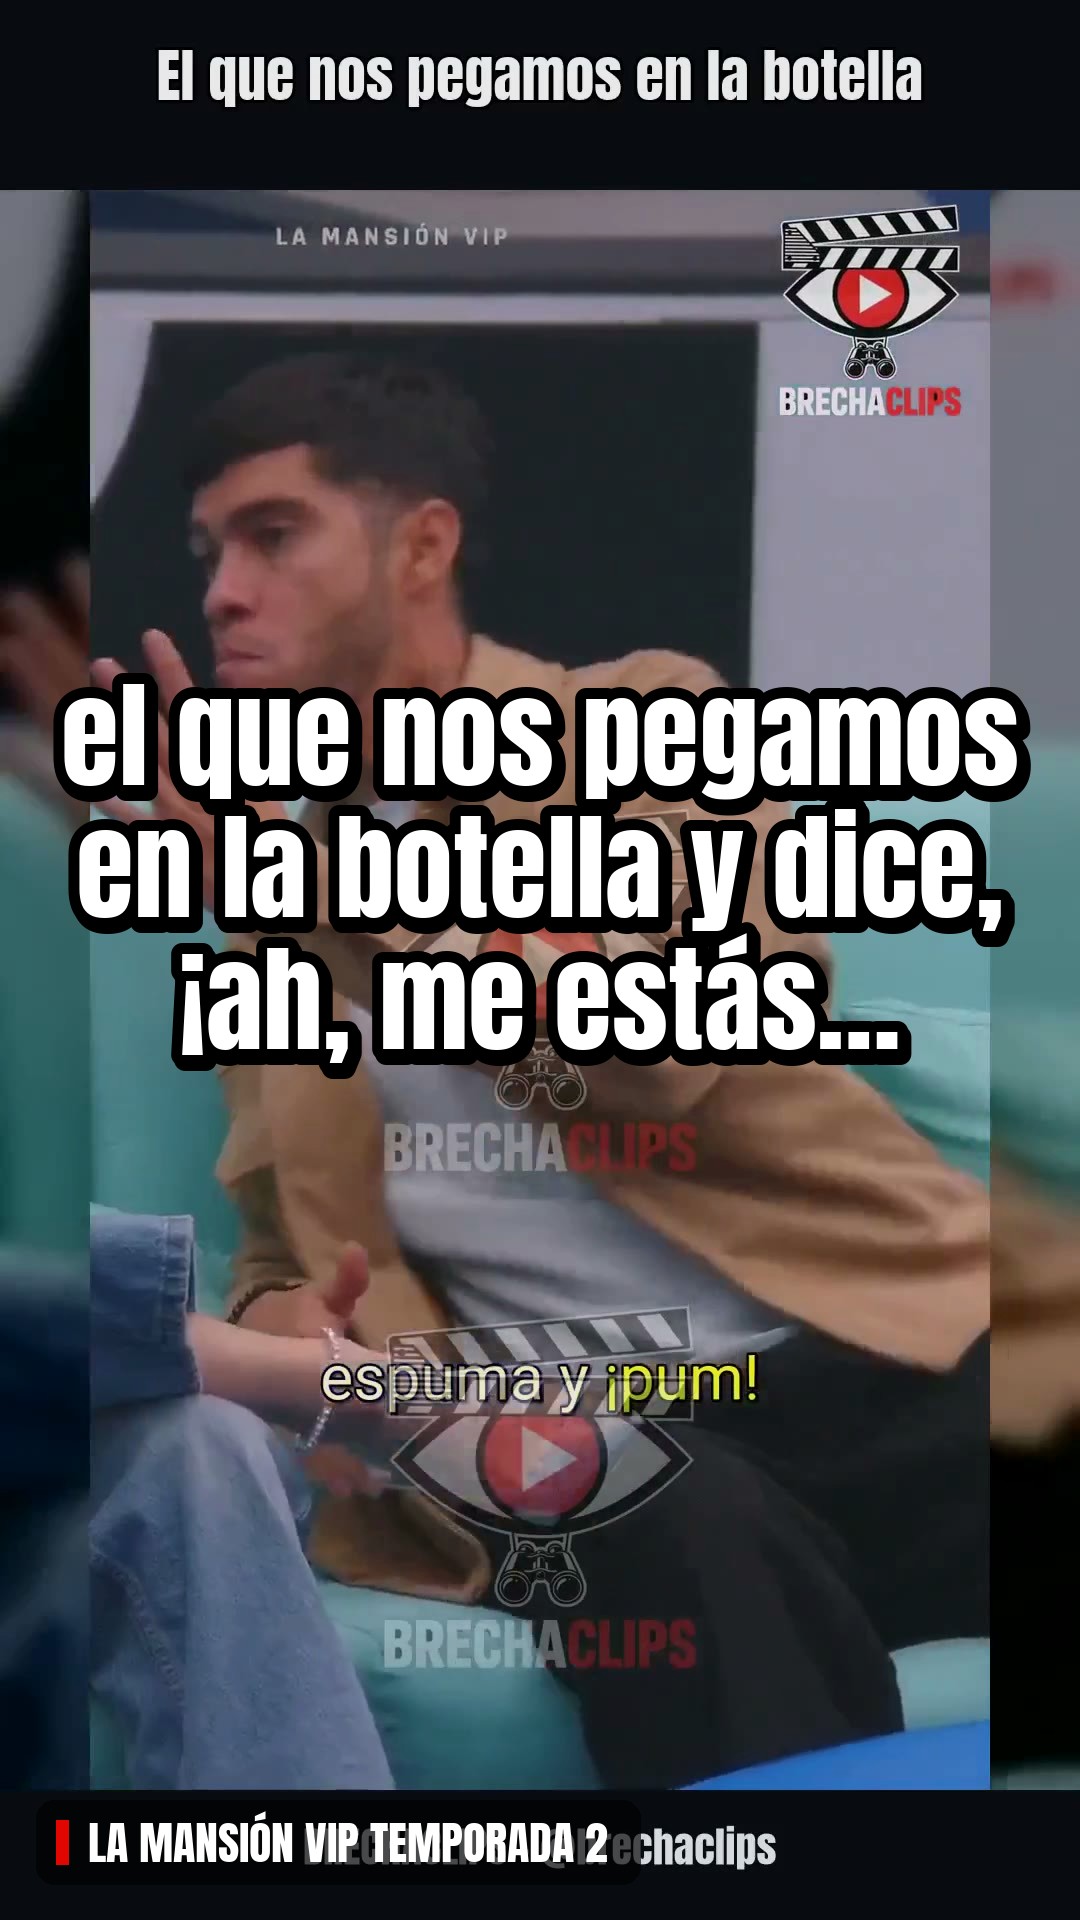 El que nos pegamos en la botella
LA MANSIÓN VIP
BRECHACLIPS
el que nos pegamos
en la botella y dice,
¡ah, me estás...
BRECHACLIPS
espuma y ¡pum!
BRECHACLIPS
LA MANSIÓN VIP TEMPORADA 2
@brechaclips